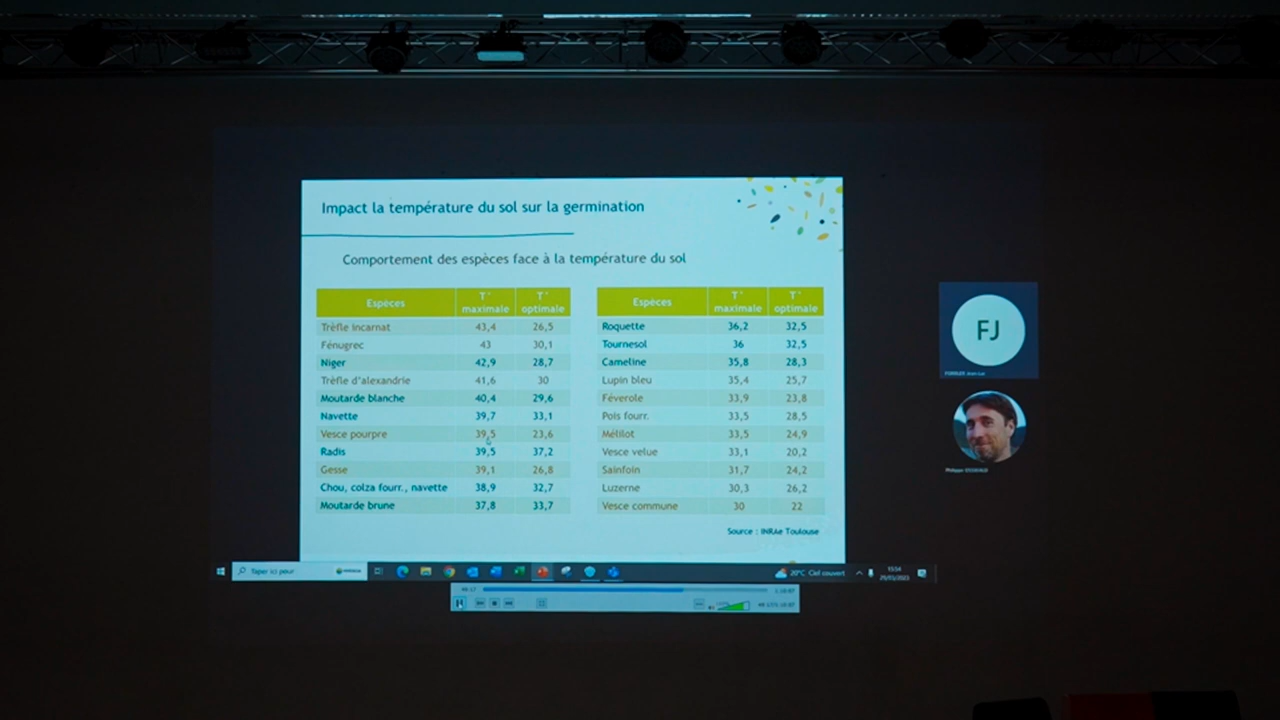 Impact la température du sol sur la germination
Comportement des espèces face à la température du sol
Espèces T° maximale T° optimale
Trèfle incarnat 43,4 26,5
Fénugrec 43 30,1
Niger 42,9 28,7
Trèfle d'alexandrie 41,6 30
Moutarde blanche 40,4 29,6
Navette 39,7 33,1
Vesce pourpre 39,5 23,6
Radis 39,5 37,2
Gesse 39,1 26,8
Chou, colza fourr., navette 38,9 32,7
Moutarde brune 37,8 33,7
Espèces T° maximale T° optimale
Roquette 36,2 32,5
Tournesol 36 32,5
Cameline 35,8 28,3
Lupin bleu 35,4 25,7
Féverole 33,9 23,8
Pois fourr. 33,5 28,5
Mélilot 33,5 24,9
Vesce velue 33,1 20,2
Sainfoin 31,7 24,2
Luzerne 30,3 26,2
Vesce commune 30 22
Source : INRAe Toulouse
FJ
Taper ici pour
20°C Ciel couvert
15:54